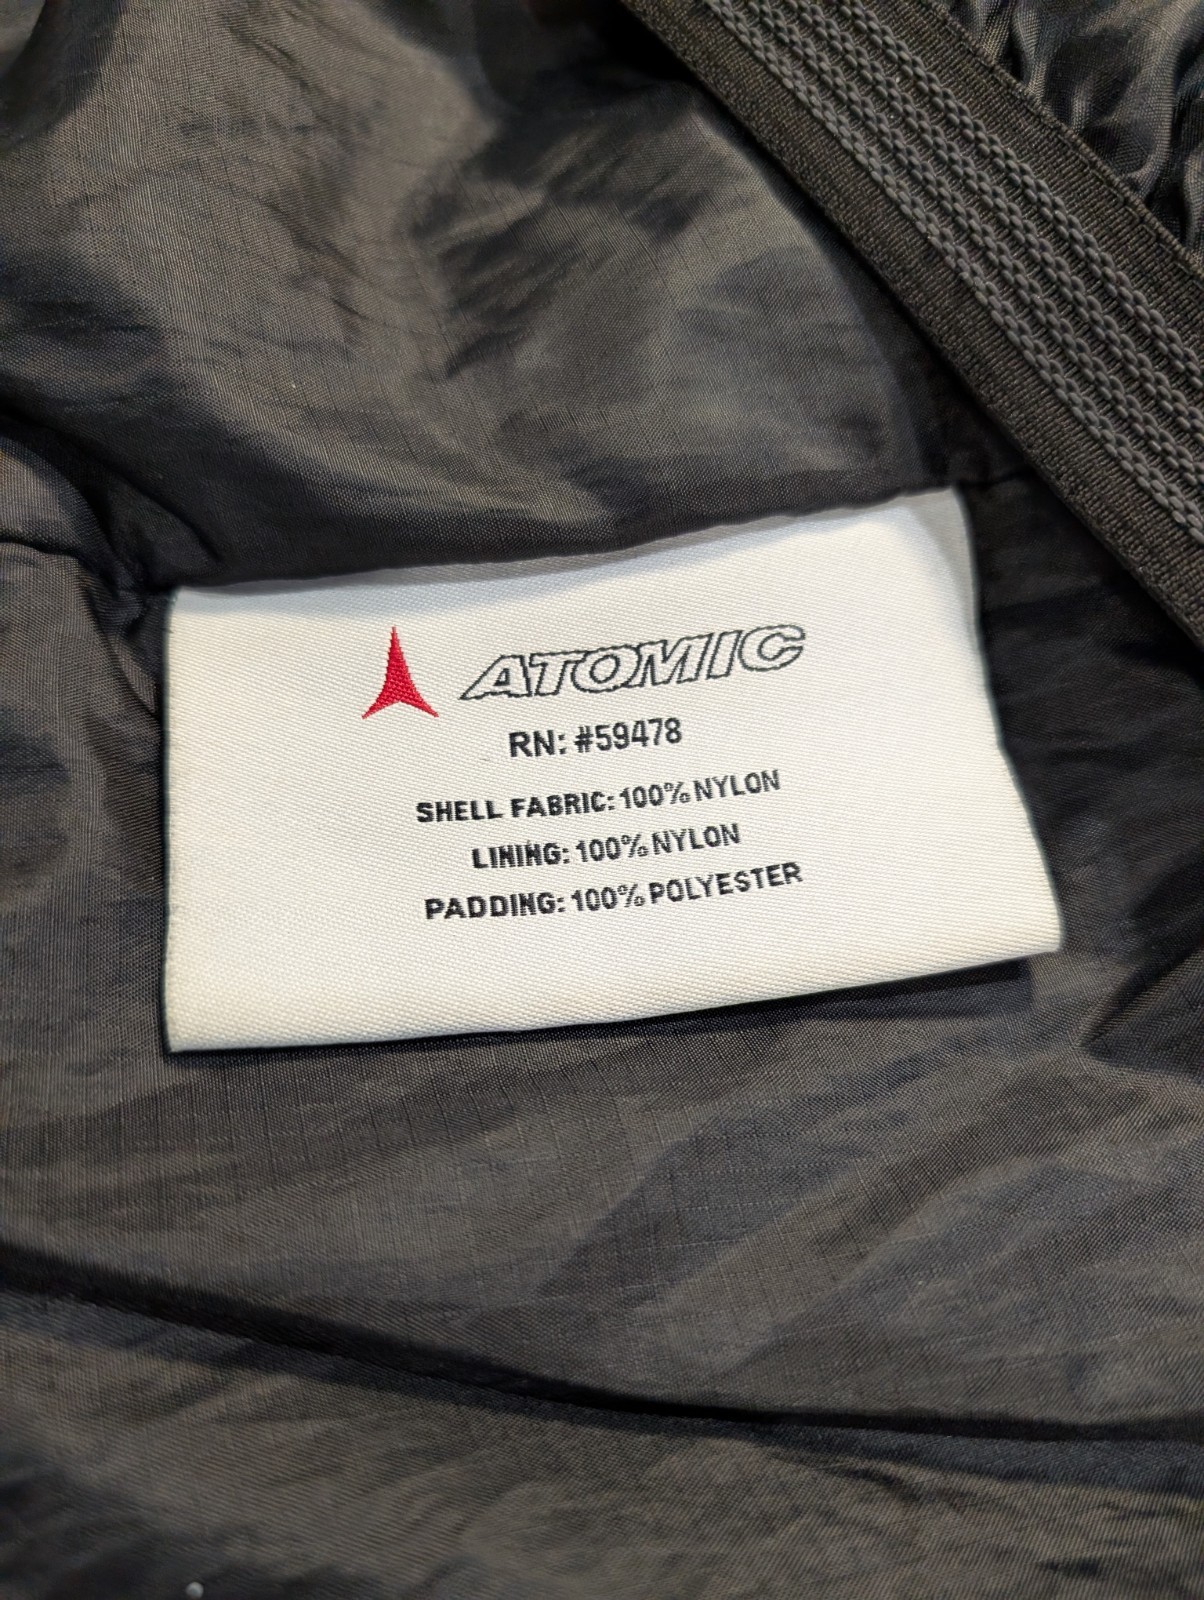 ATOMIC
RN: #59478
SHELL FABRIC: 100% NYLON
LINING: 100% NYLON
PADDING: 100% POLYESTER